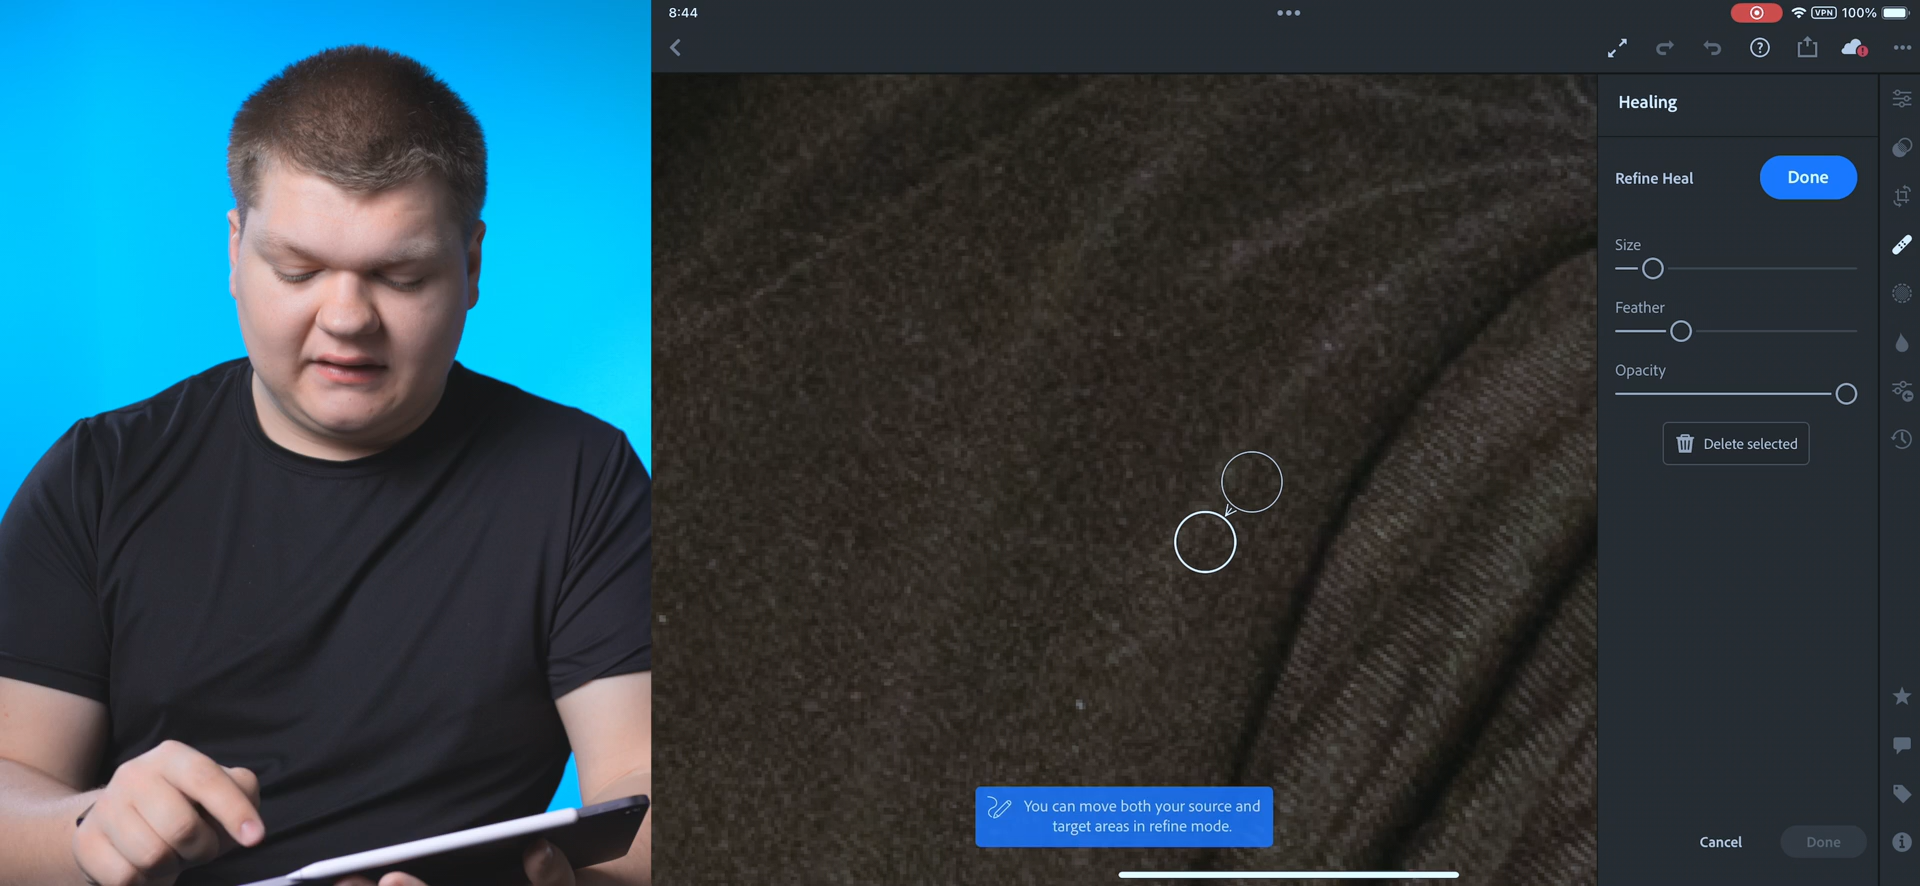 8:44
VPN 100%
Healing
Refine Heal
Done
Size
Feather
Opacity
Delete selected
You can move both your source and
target areas in refine mode.
Cancel
Done